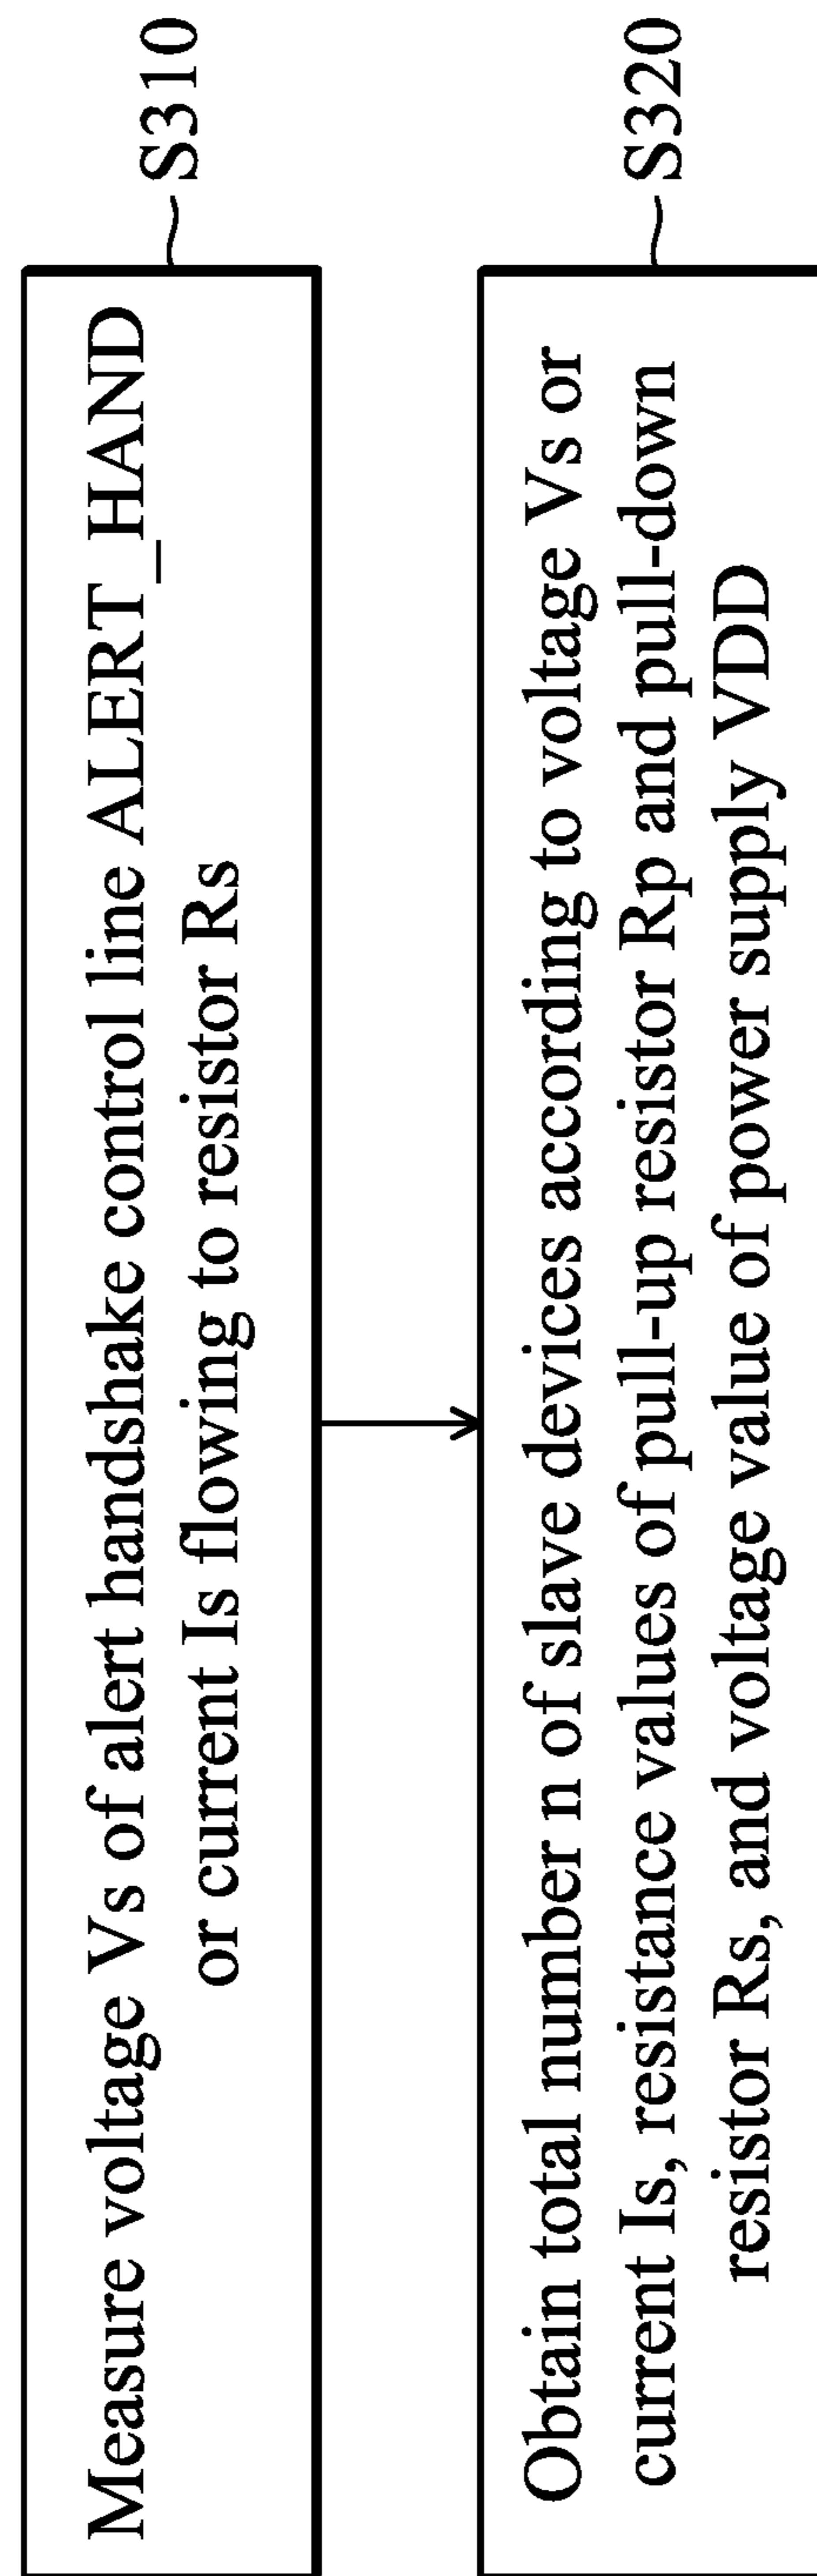 Measure voltage Vs of alert handshake control line ALERT_HAND
or current Is flowing to resistor Rs
S310
Obtain total number n of slave devices according to voltage Vs or
current Is, resistance values of pull-up resistor Rp and pull-down
resistor Rs, and voltage value of power supply VDD
S320